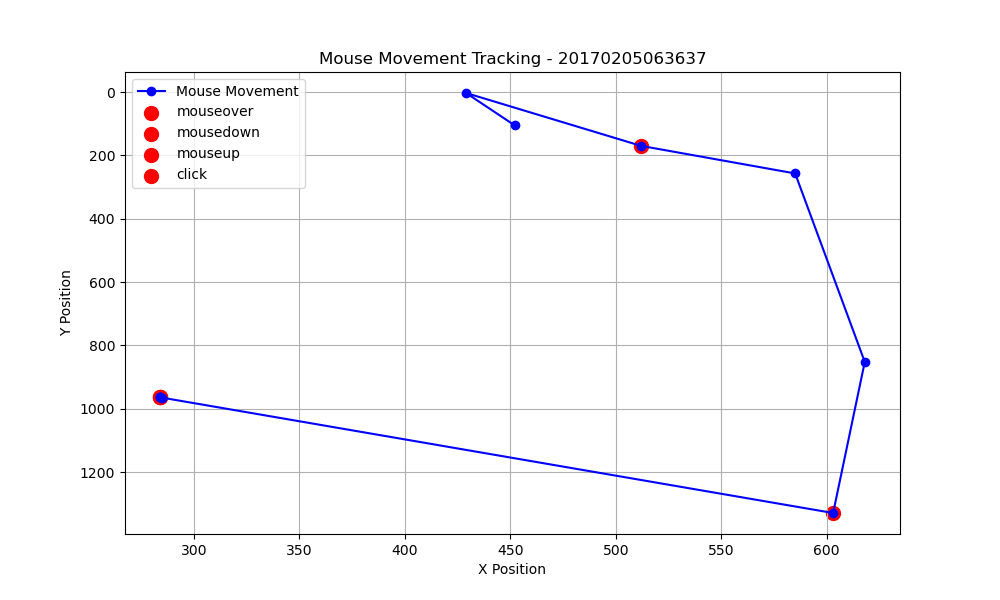 Mouse Movement Tracking - 20170205063637
Mouse Movement
mouseover
mousedown
mouseup
click
0
200
400
600
800
1000
1200
Y Position
300
350
400
450
500
550
600
X Position